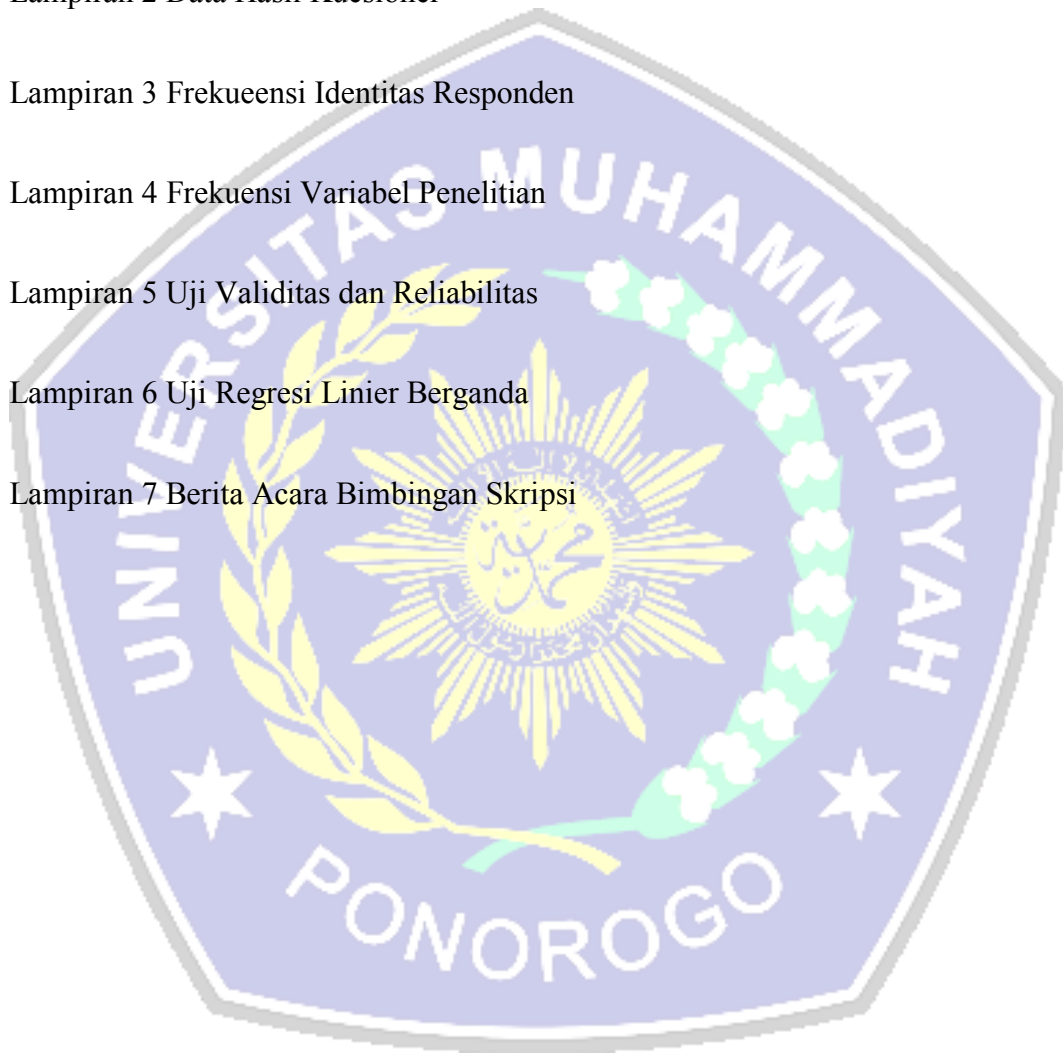 Lampiran 2 Data Hasil Kuesioner
Lampiran 3 Frekueensi Identitas Responden
Lampiran 4 Frekuensi Variabel Penelitian
Lampiran 5 Uji Validitas dan Reliabilitas
Lampiran 6 Uji Regresi Linier Berganda
Lampiran 7 Berita Acara Bimbingan Skripsi
UNIVERSITAS MUHAMMADIYAH
PONOROGO
محمدية